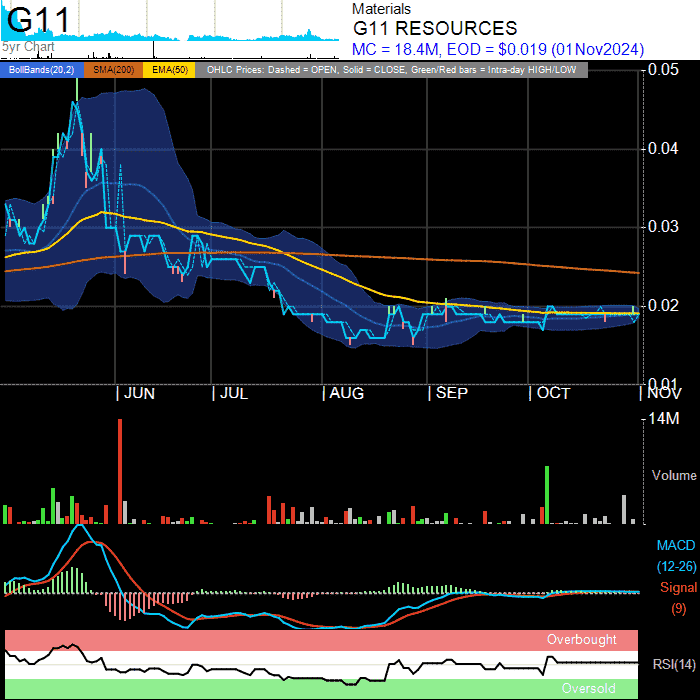 G11
5yr Chart
Materials
G11 RESOURCES
MC = 18.4M, EOD = $0.019 (01Nov2024)
BollBands(20,2) SMA(200) EMA(50) OHLC Prices: Dashed = OPEN, Solid = CLOSE, Green/Red bars = Intra-day HIGH/LOW
0.05
0.04
0.03
0.02
0.01
JUN JUL AUG SEP OCT NOV
14M
Volume
MACD
(12-26)
Signal
(9)
Overbought
RSI(14)
Oversold